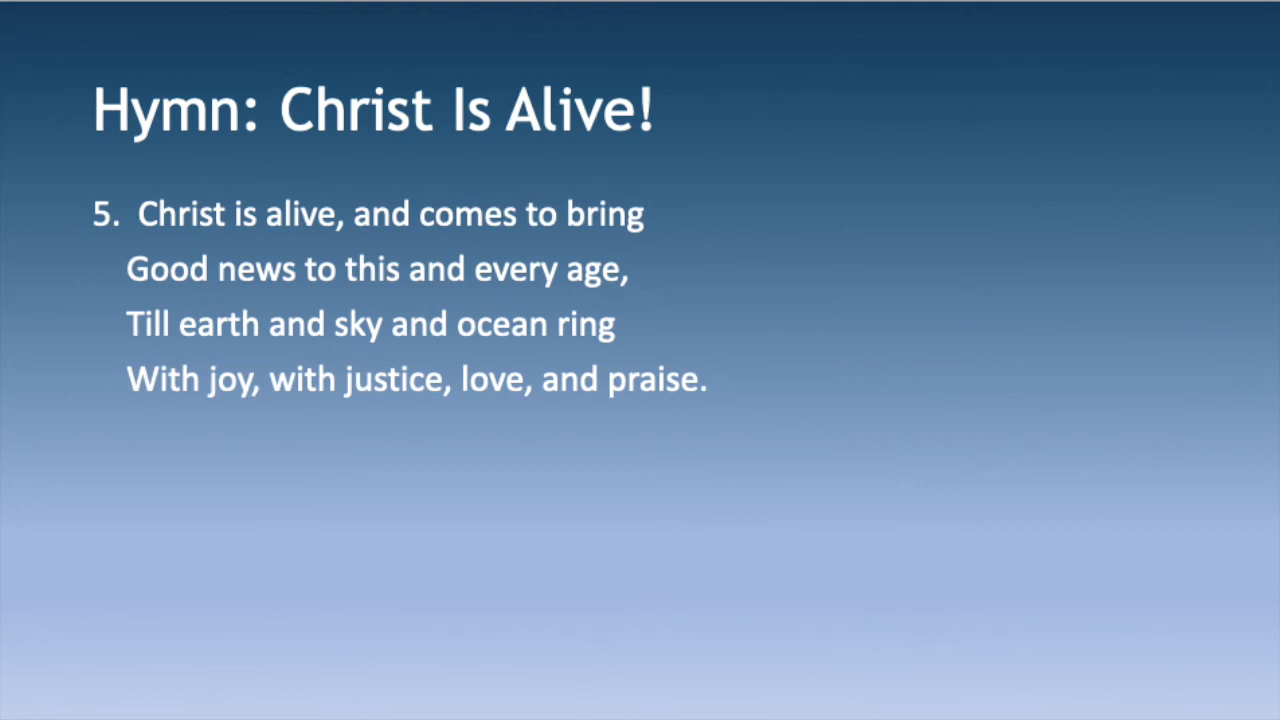 Hymn: Christ Is Alive!
5. Christ is alive, and comes to bring
Good news to this and every age,
Till earth and sky and ocean ring
With joy, with justice, love, and praise.